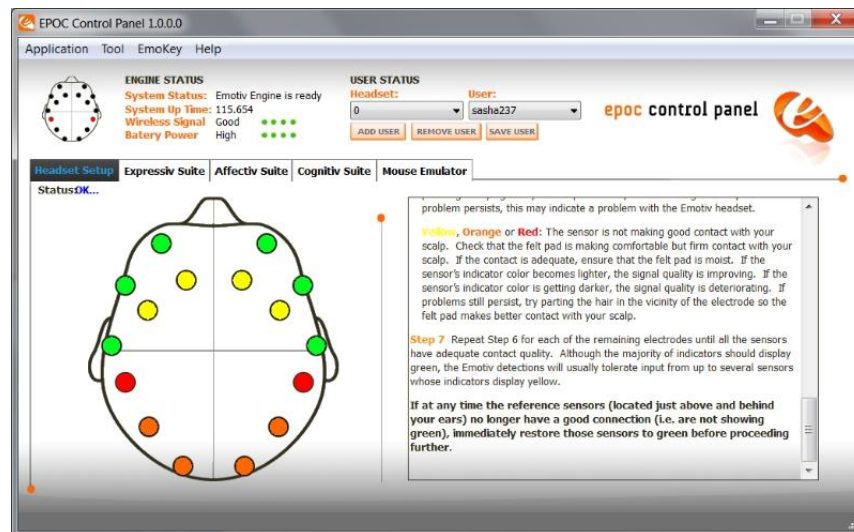 EPOC Control Panel 1.0.0.0
Application Tool EmoKey Help
ENGINE STATUS
System Status: Emotiv Engine is ready
System Up Time: 115.654
Wireless Signal Good
Batery Power High
USER STATUS
Headset: User:
0 sasha237
ADD USER REMOVE USER SAVE USER
epoc control panel
Headset Setup Expressiv Suite Affectiv Suite Cognitiv Suite Mouse Emulator
Status:OK...
problem persists, this may indicate a problem with the Emotiv headset.
Yellow, Orange or Red: The sensor is not making good contact with your
scalp. Check that the felt pad is making comfortable but firm contact with your
scalp. If the contact is adequate, ensure that the felt pad is moist. If the
sensor's indicator color becomes lighter, the signal quality is improving. If the
sensor's indicator color is getting darker, the signal quality is deteriorating. If
problems still persist, try parting the hair in the vicinity of the electrode so the
felt pad makes better contact with your scalp.
Step 7 Repeat Step 6 for each of the remaining electrodes until all the sensors
have adequate contact quality. Although the majority of indicators should display
green, the Emotiv detections will usually tolerate input from up to several sensors
whose indicators display yellow.
If at any time the reference sensors (located just above and behind
your ears) no longer have a good connection (i.e. are not showing
green), immediately restore those sensors to green before proceeding
further.